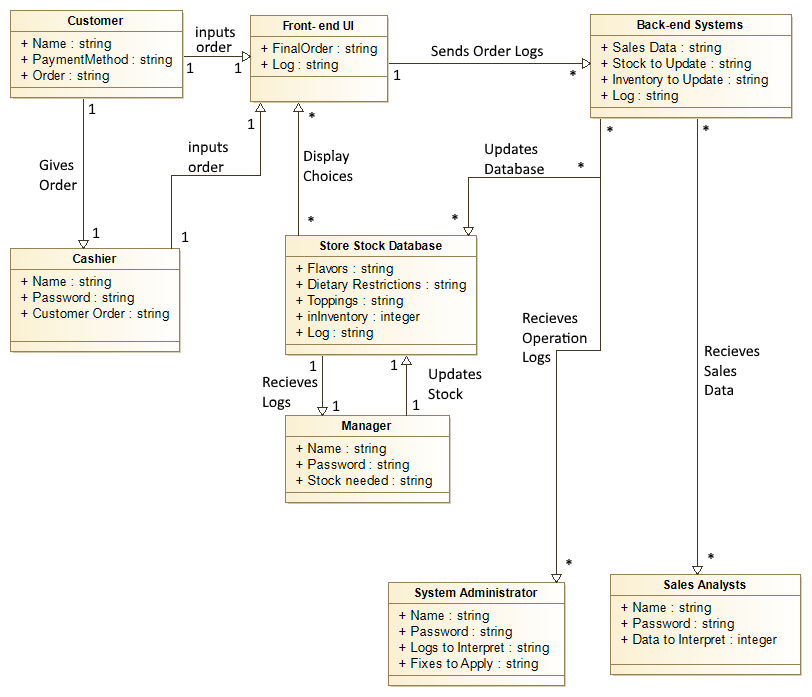 Customer
+ Name : string
+ PaymentMethod : string
+ Order : string
inputs
order
1
1
Front- end UI
+ FinalOrder : string
+ Log : string
Sends Order Logs
1
*
Back-end Systems
+ Sales Data : string
+ Stock to Update : string
+ Inventory to Update : string
+ Log : string
1
Gives
Order
1
inputs
order
1
1
Display
Choices
*
*
Updates
Database
*
*
*
*
Cashier
+ Name : string
+ Password : string
+ Customer Order : string
Store Stock Database
+ Flavors : string
+ Dietary Restrictions : string
+ Toppings : string
+ inInventory : integer
+ Log : string
Recieves
Operation
Logs
*
Recieves
Sales
Data
*
1
Recieves
Logs
1
1
Updates
Stock
1
Manager
+ Name : string
+ Password : string
+ Stock needed : string
System Administrator
+ Name : string
+ Password : string
+ Logs to Interpret : string
+ Fixes to Apply : string
Sales Analysts
+ Name : string
+ Password : string
+ Data to Interpret : integer